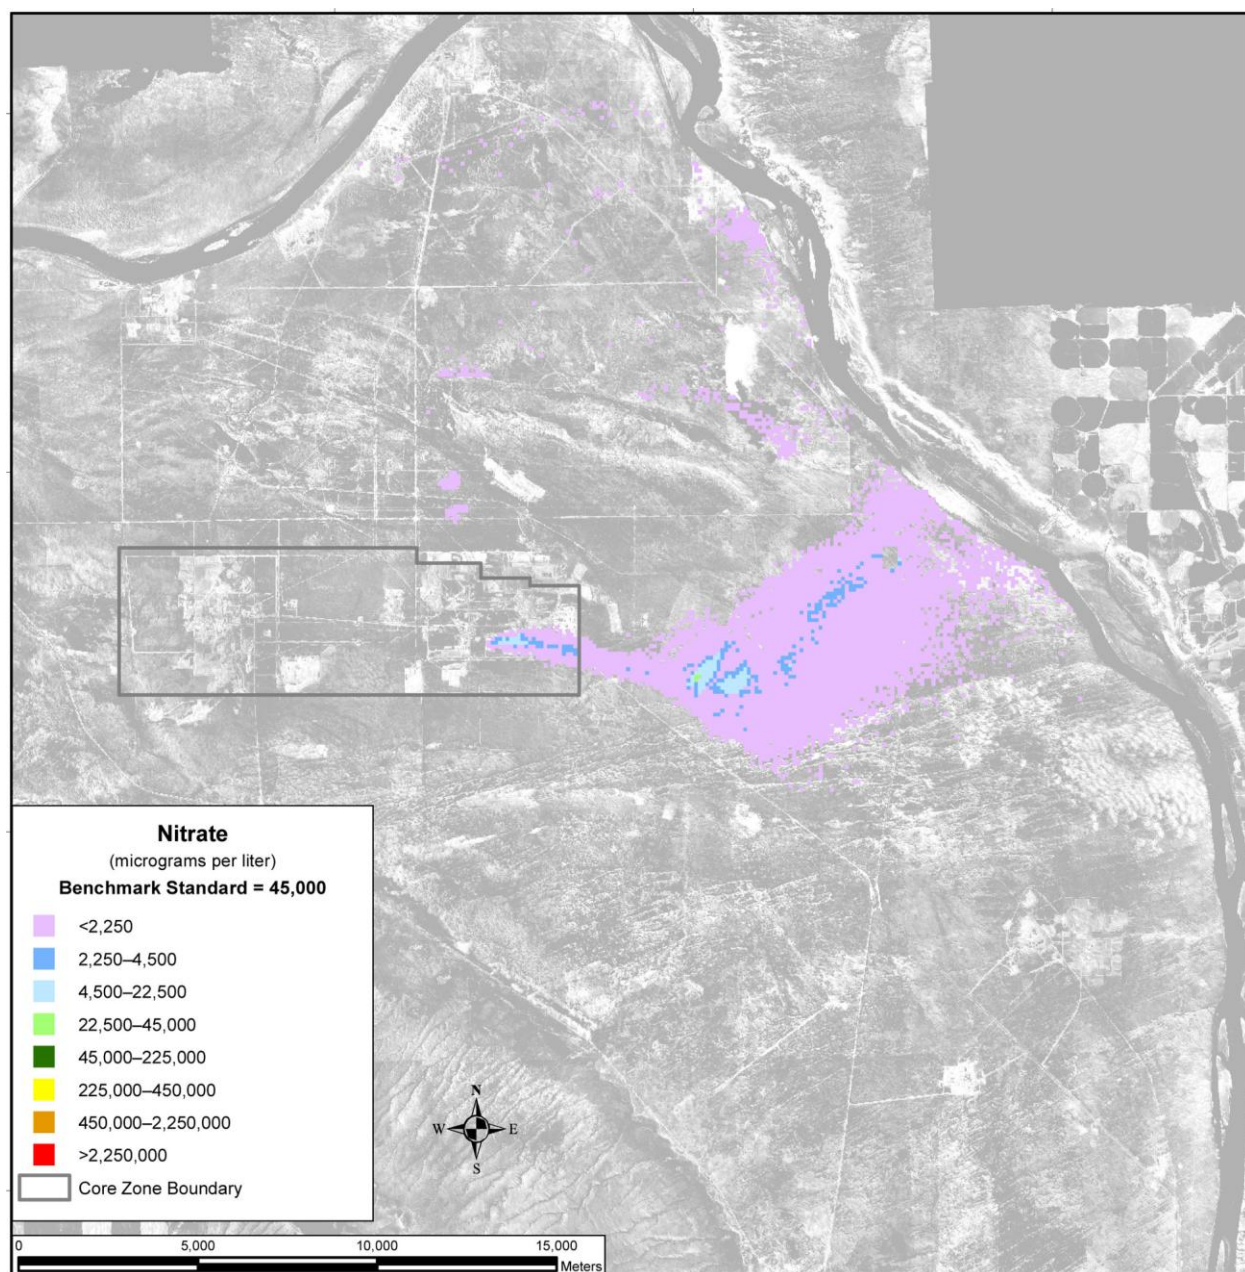 Nitrate
(micrograms per liter)
Benchmark Standard = 45,000
<2,250
2,250–4,500
4,500–22,500
22,500–45,000
45,000–225,000
225,000–450,000
450,000–2,250,000
>2,250,000
Core Zone Boundary
N
W E
S
0 5,000 10,000 15,000
Meters